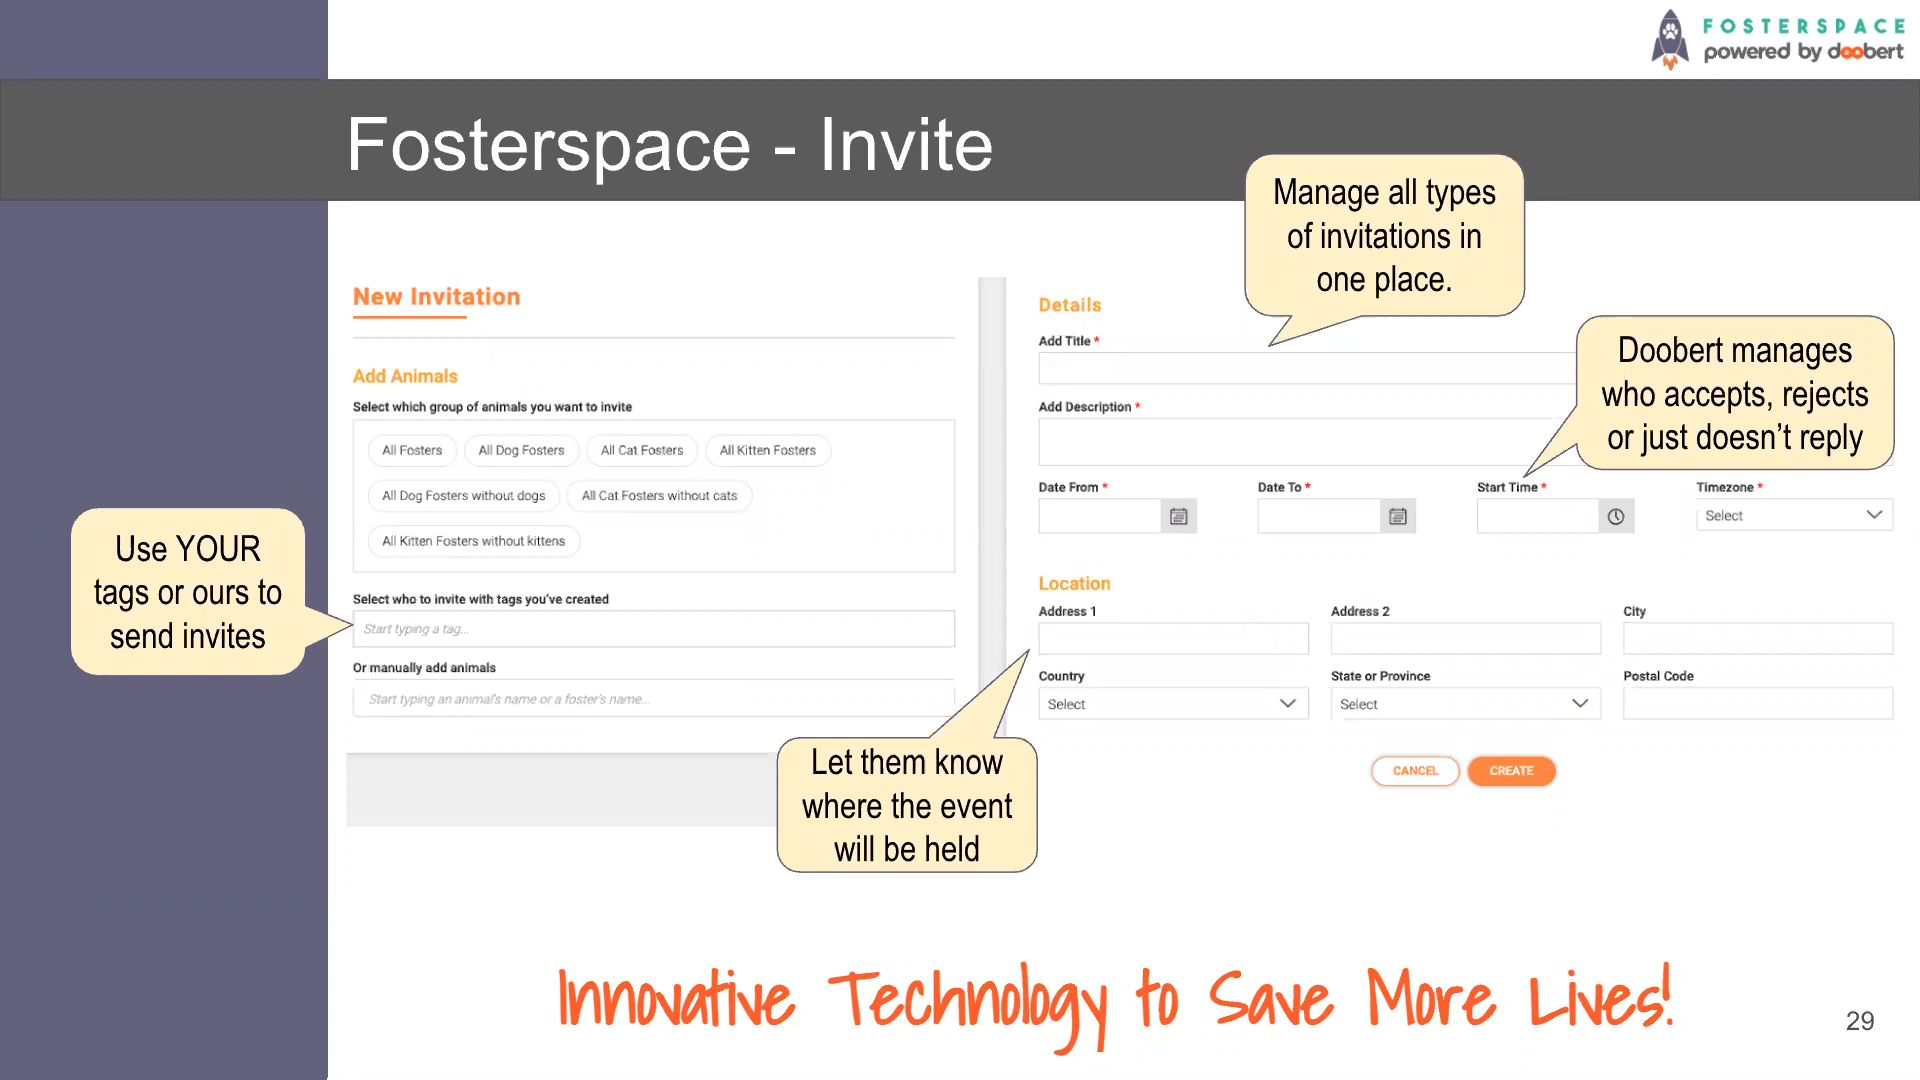 FOSTERSPACE
powered by doobert
Fosterspace - Invite
Manage all types
of invitations in
one place.
New Invitation
Add Animals
Select which group of animals you want to invite
All Fosters
All Dog Fosters
All Cat Fosters
All Kitten Fosters
All Dog Fosters without dogs
All Cat Fosters without cats
All Kitten Fosters without kittens
Select who to invite with tags you've created
Start typing a tag...
Or manually add animals
Start typing an animal's name or a foster's name...
Use YOUR
tags or ours to
send invites
Details
Add Title *
Add Description *
Doobert manages
who accepts, rejects
or just doesn't reply
Date From *
Date To *
Start Time *
Timezone *
Select
Location
Address 1
Address 2
City
Country
State or Province
Postal Code
Select
Select
CANCEL
CREATE
Let them know
where the event
will be held
Innovative Technology to Save More Lives!
29